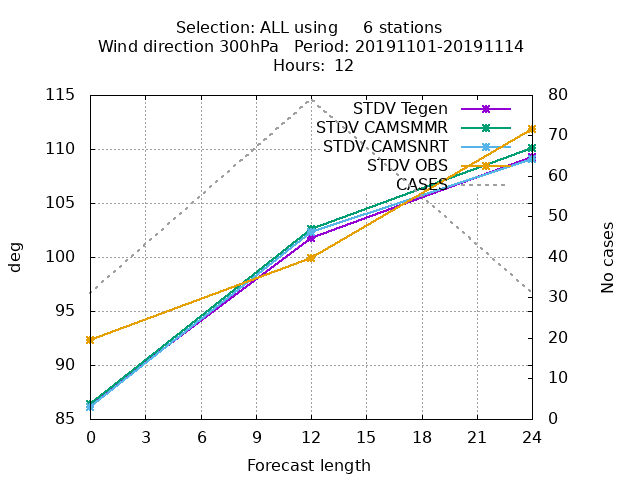 Selection: ALL using     6 stations
Wind direction 300hPa   Period: 20191101-20191114
Hours:  12
115
110
105
100
95
90
85
deg
80
70
60
50
40
30
20
10
0
No cases
STDV Tegen
STDV CAMSMMR
STDV CAMSNRT
STDV OBS
CASES
0 3 6 9 12 15 18 21 24
Forecast length